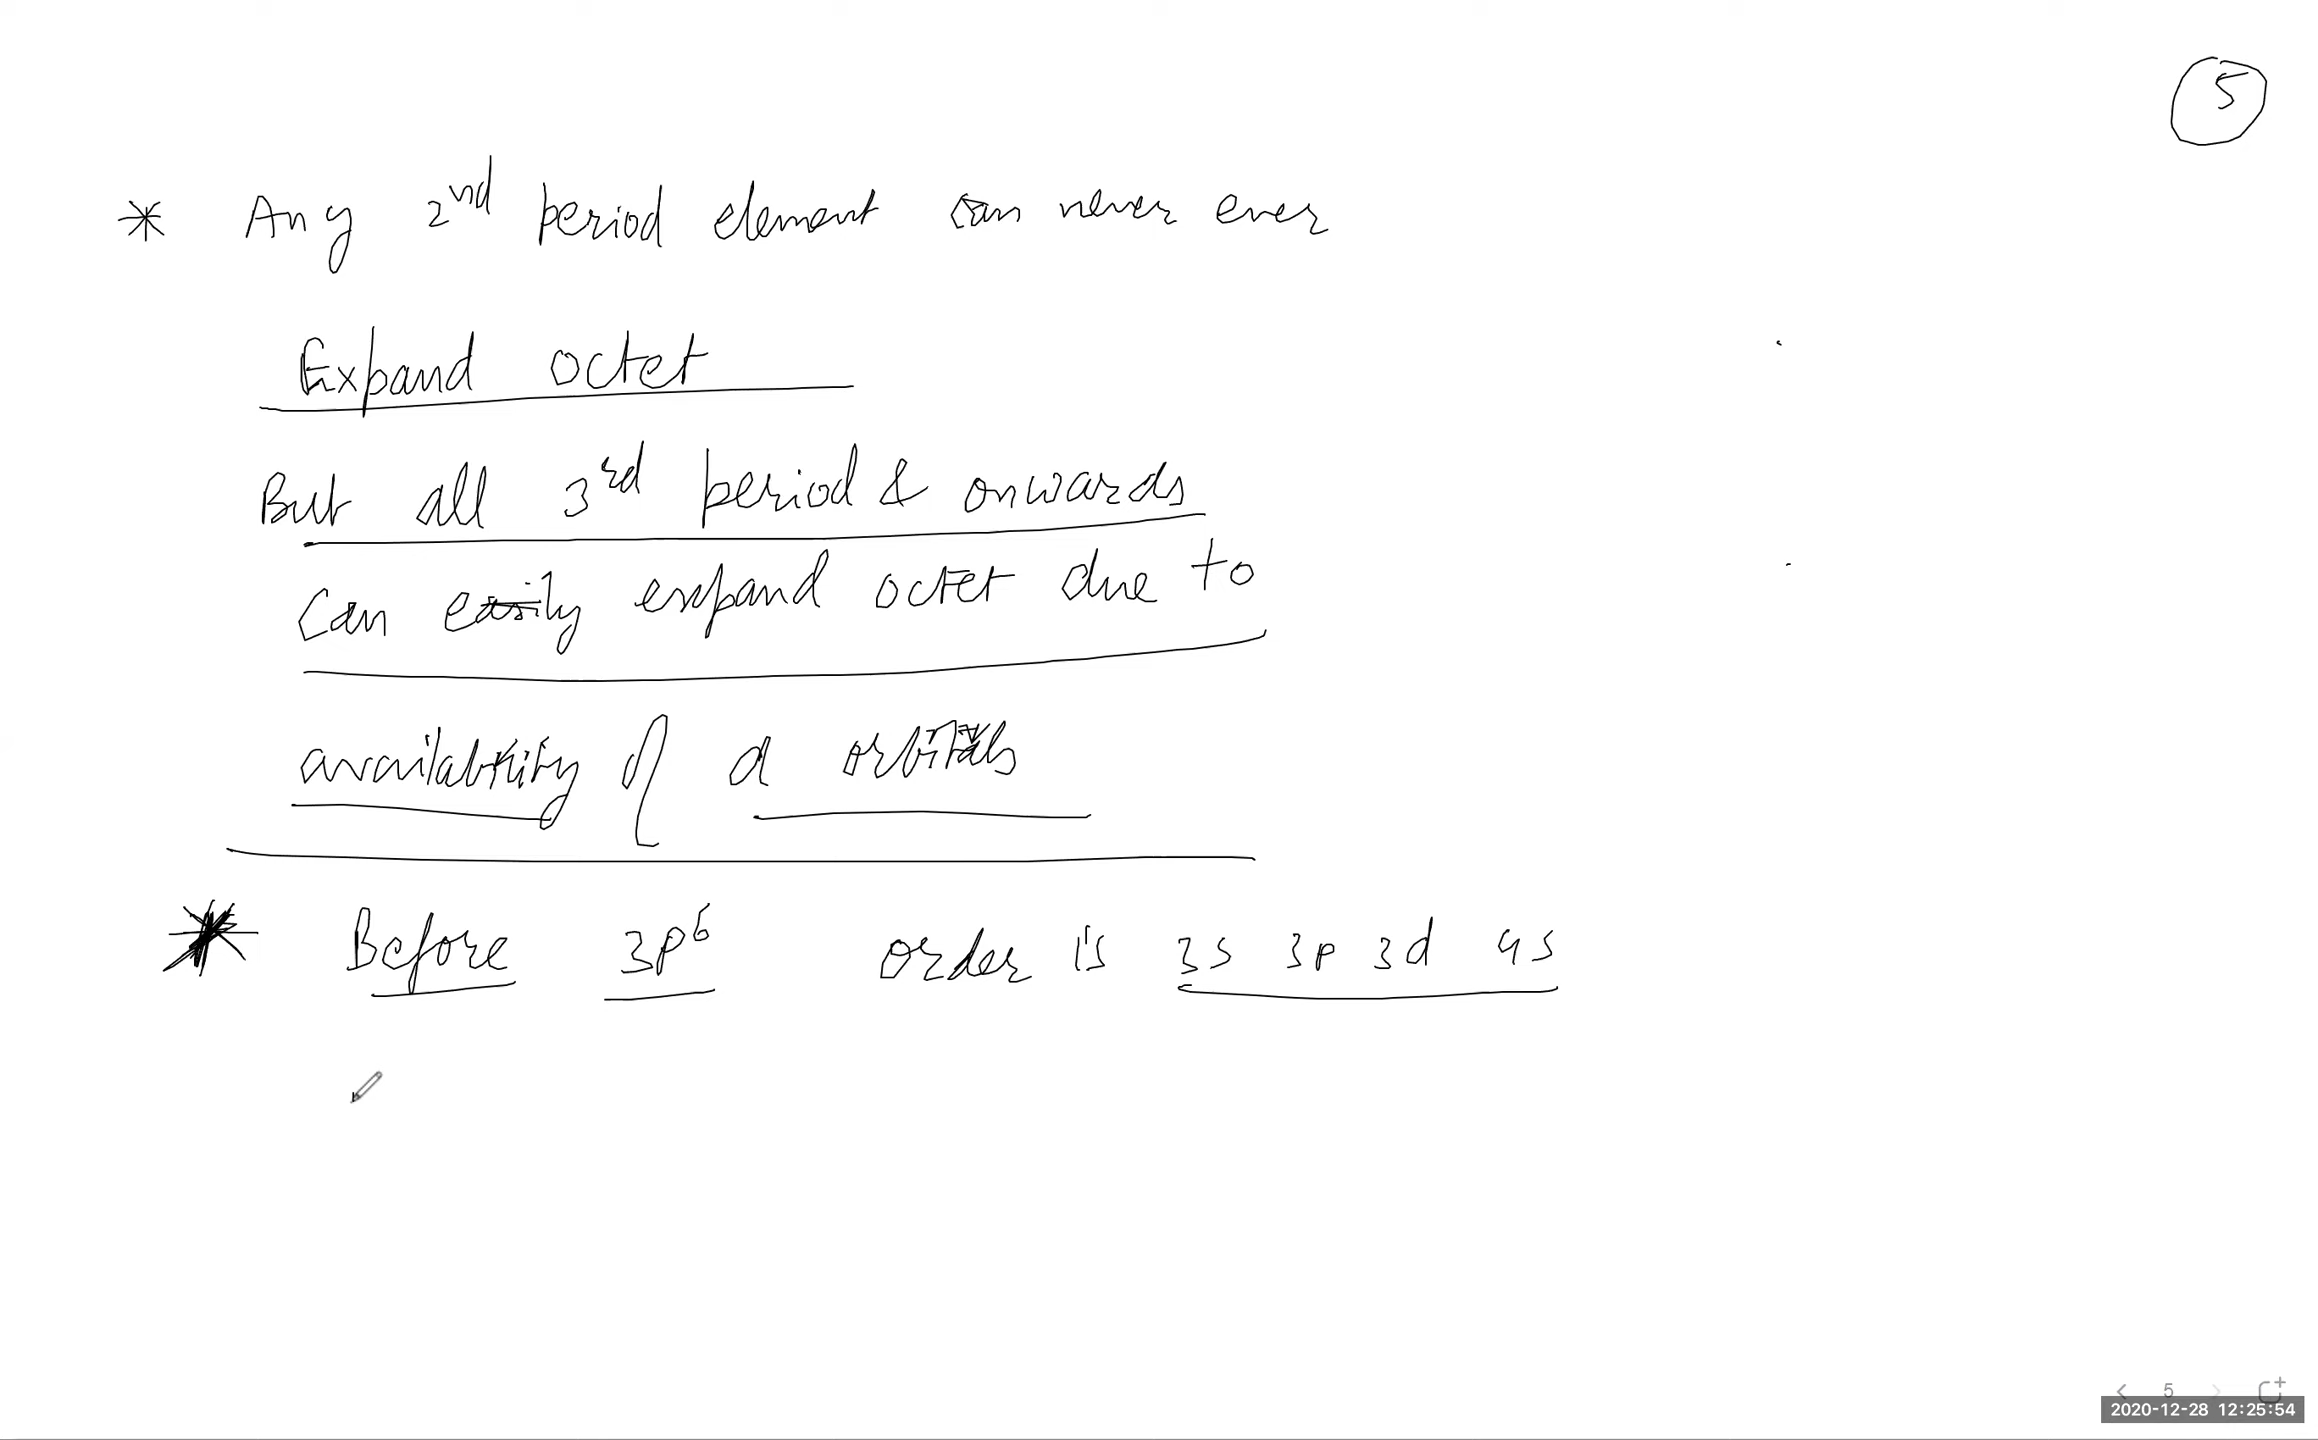 5
* Any 2nd period element can never ever
Expand octet
But all 3rd period & onwards
Can easily expand octet due to
availability of d orbitals
* Before 3p⁶ order is 3s 3p 3d 4s
5
2020-12-28 12:25:54